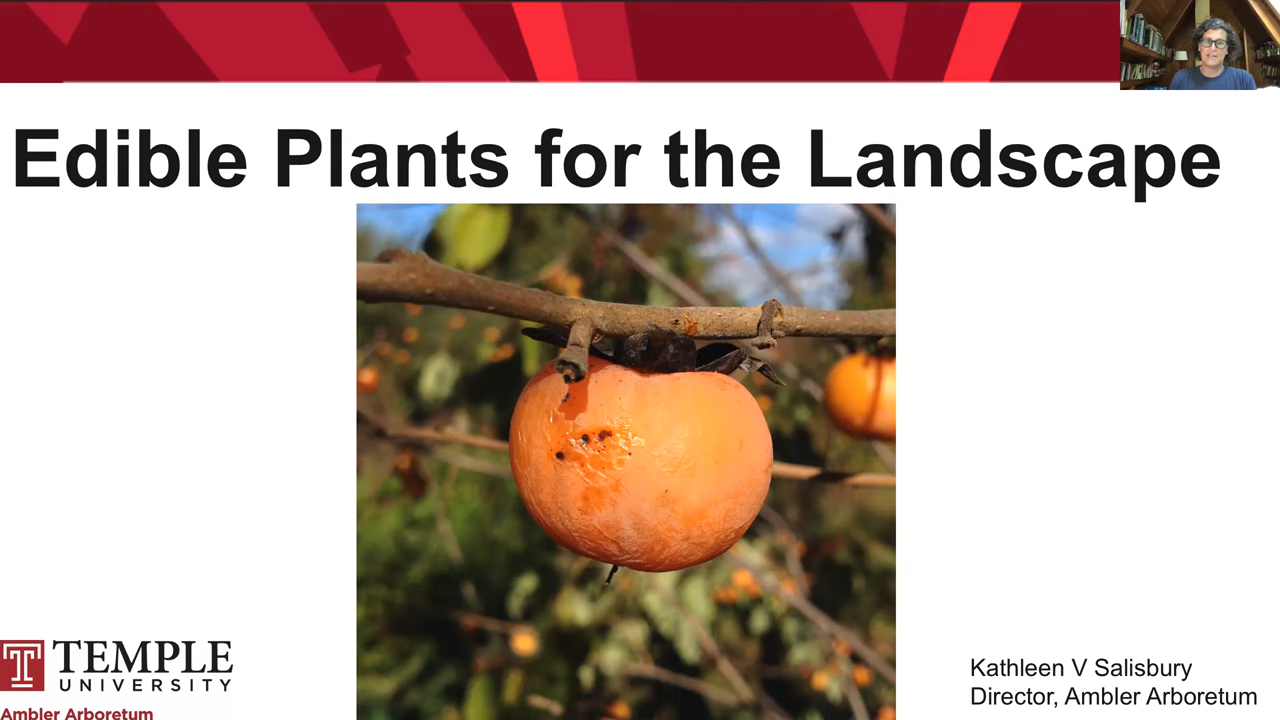 Edible Plants for the Landscape
TEMPLE
UNIVERSITY
Ambler Arboretum
Kathleen V Salisbury
Director, Ambler Arboretum